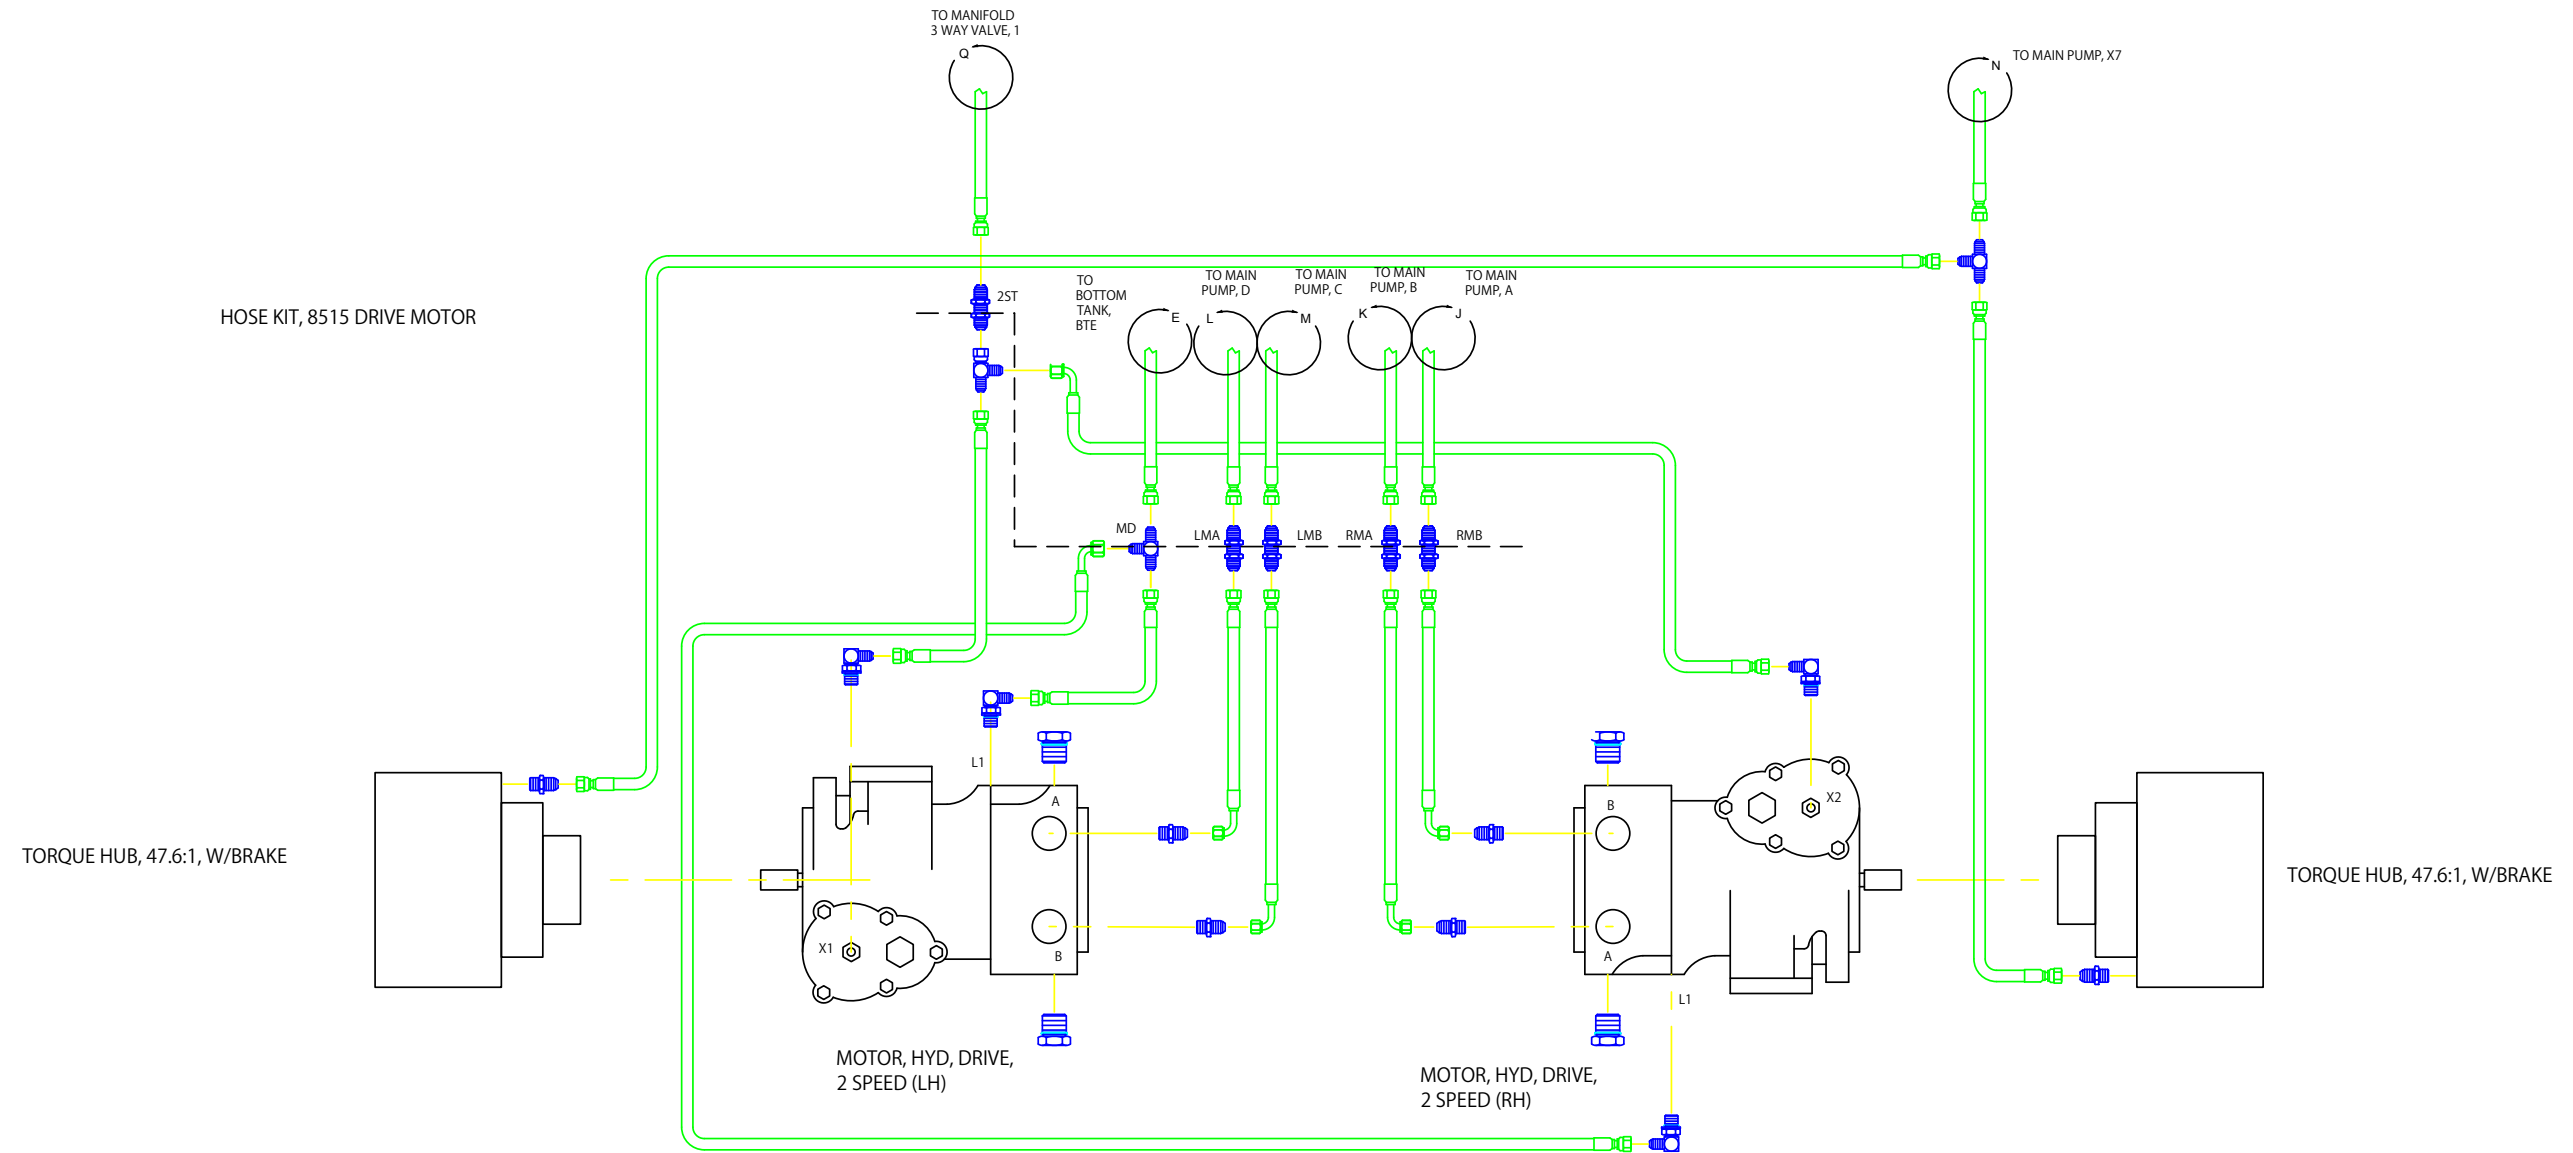 TO MANIFOLD
3 WAY VALVE, 1
Q
N
TO MAIN PUMP, X7
HOSE KIT, 8515 DRIVE MOTOR
2ST
TO
BOTTOM
TANK,
BTE
E
TO MAIN
PUMP, D
L
TO MAIN
PUMP, C
M
TO MAIN
PUMP, B
K
TO MAIN
PUMP, A
J
MD
LMA
LMB
RMA
RMB
L1
A
B
X1
B
A
X2
L1
TORQUE HUB, 47.6:1, W/BRAKE
TORQUE HUB, 47.6:1, W/BRAKE
MOTOR, HYD, DRIVE,
2 SPEED (LH)
MOTOR, HYD, DRIVE,
2 SPEED (RH)